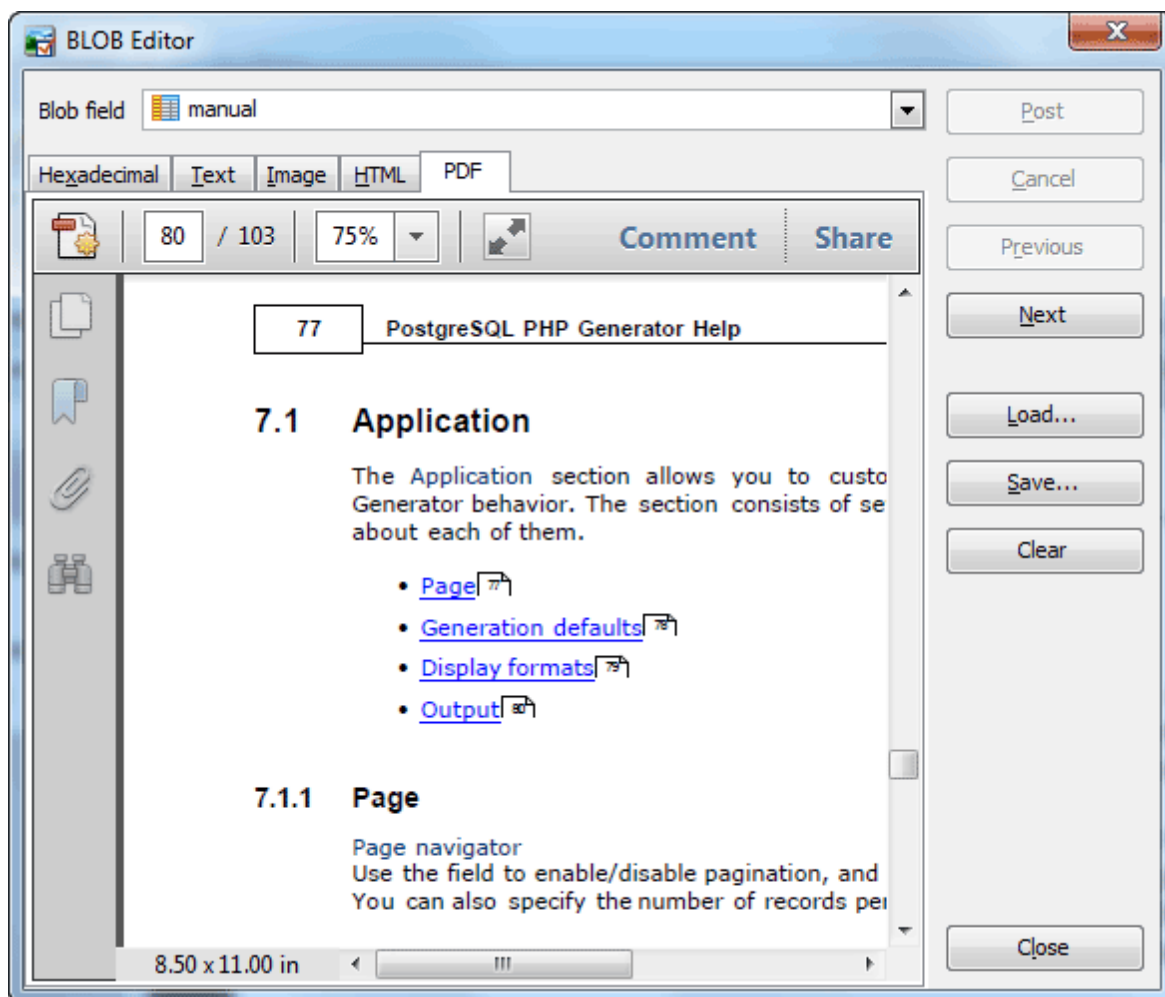 BLOB Editor
Blob field manual
Post
Hexadecimal Text Image HTML PDF
Cancel
80 / 103 75% Comment Share
Previous
77 PostgreSQL PHP Generator Help
Next
7.1 Application
Load...
The Application section allows you to custo
Generator behavior. The section consists of se
Save...
about each of them.
Clear
• Page 77
• Generation defaults 78
• Display formats 79
• Output 80
7.1.1 Page
Page navigator
Use the field to enable/disable pagination, and
You can also specify the number of records per
Close
8.50 x 11.00 in